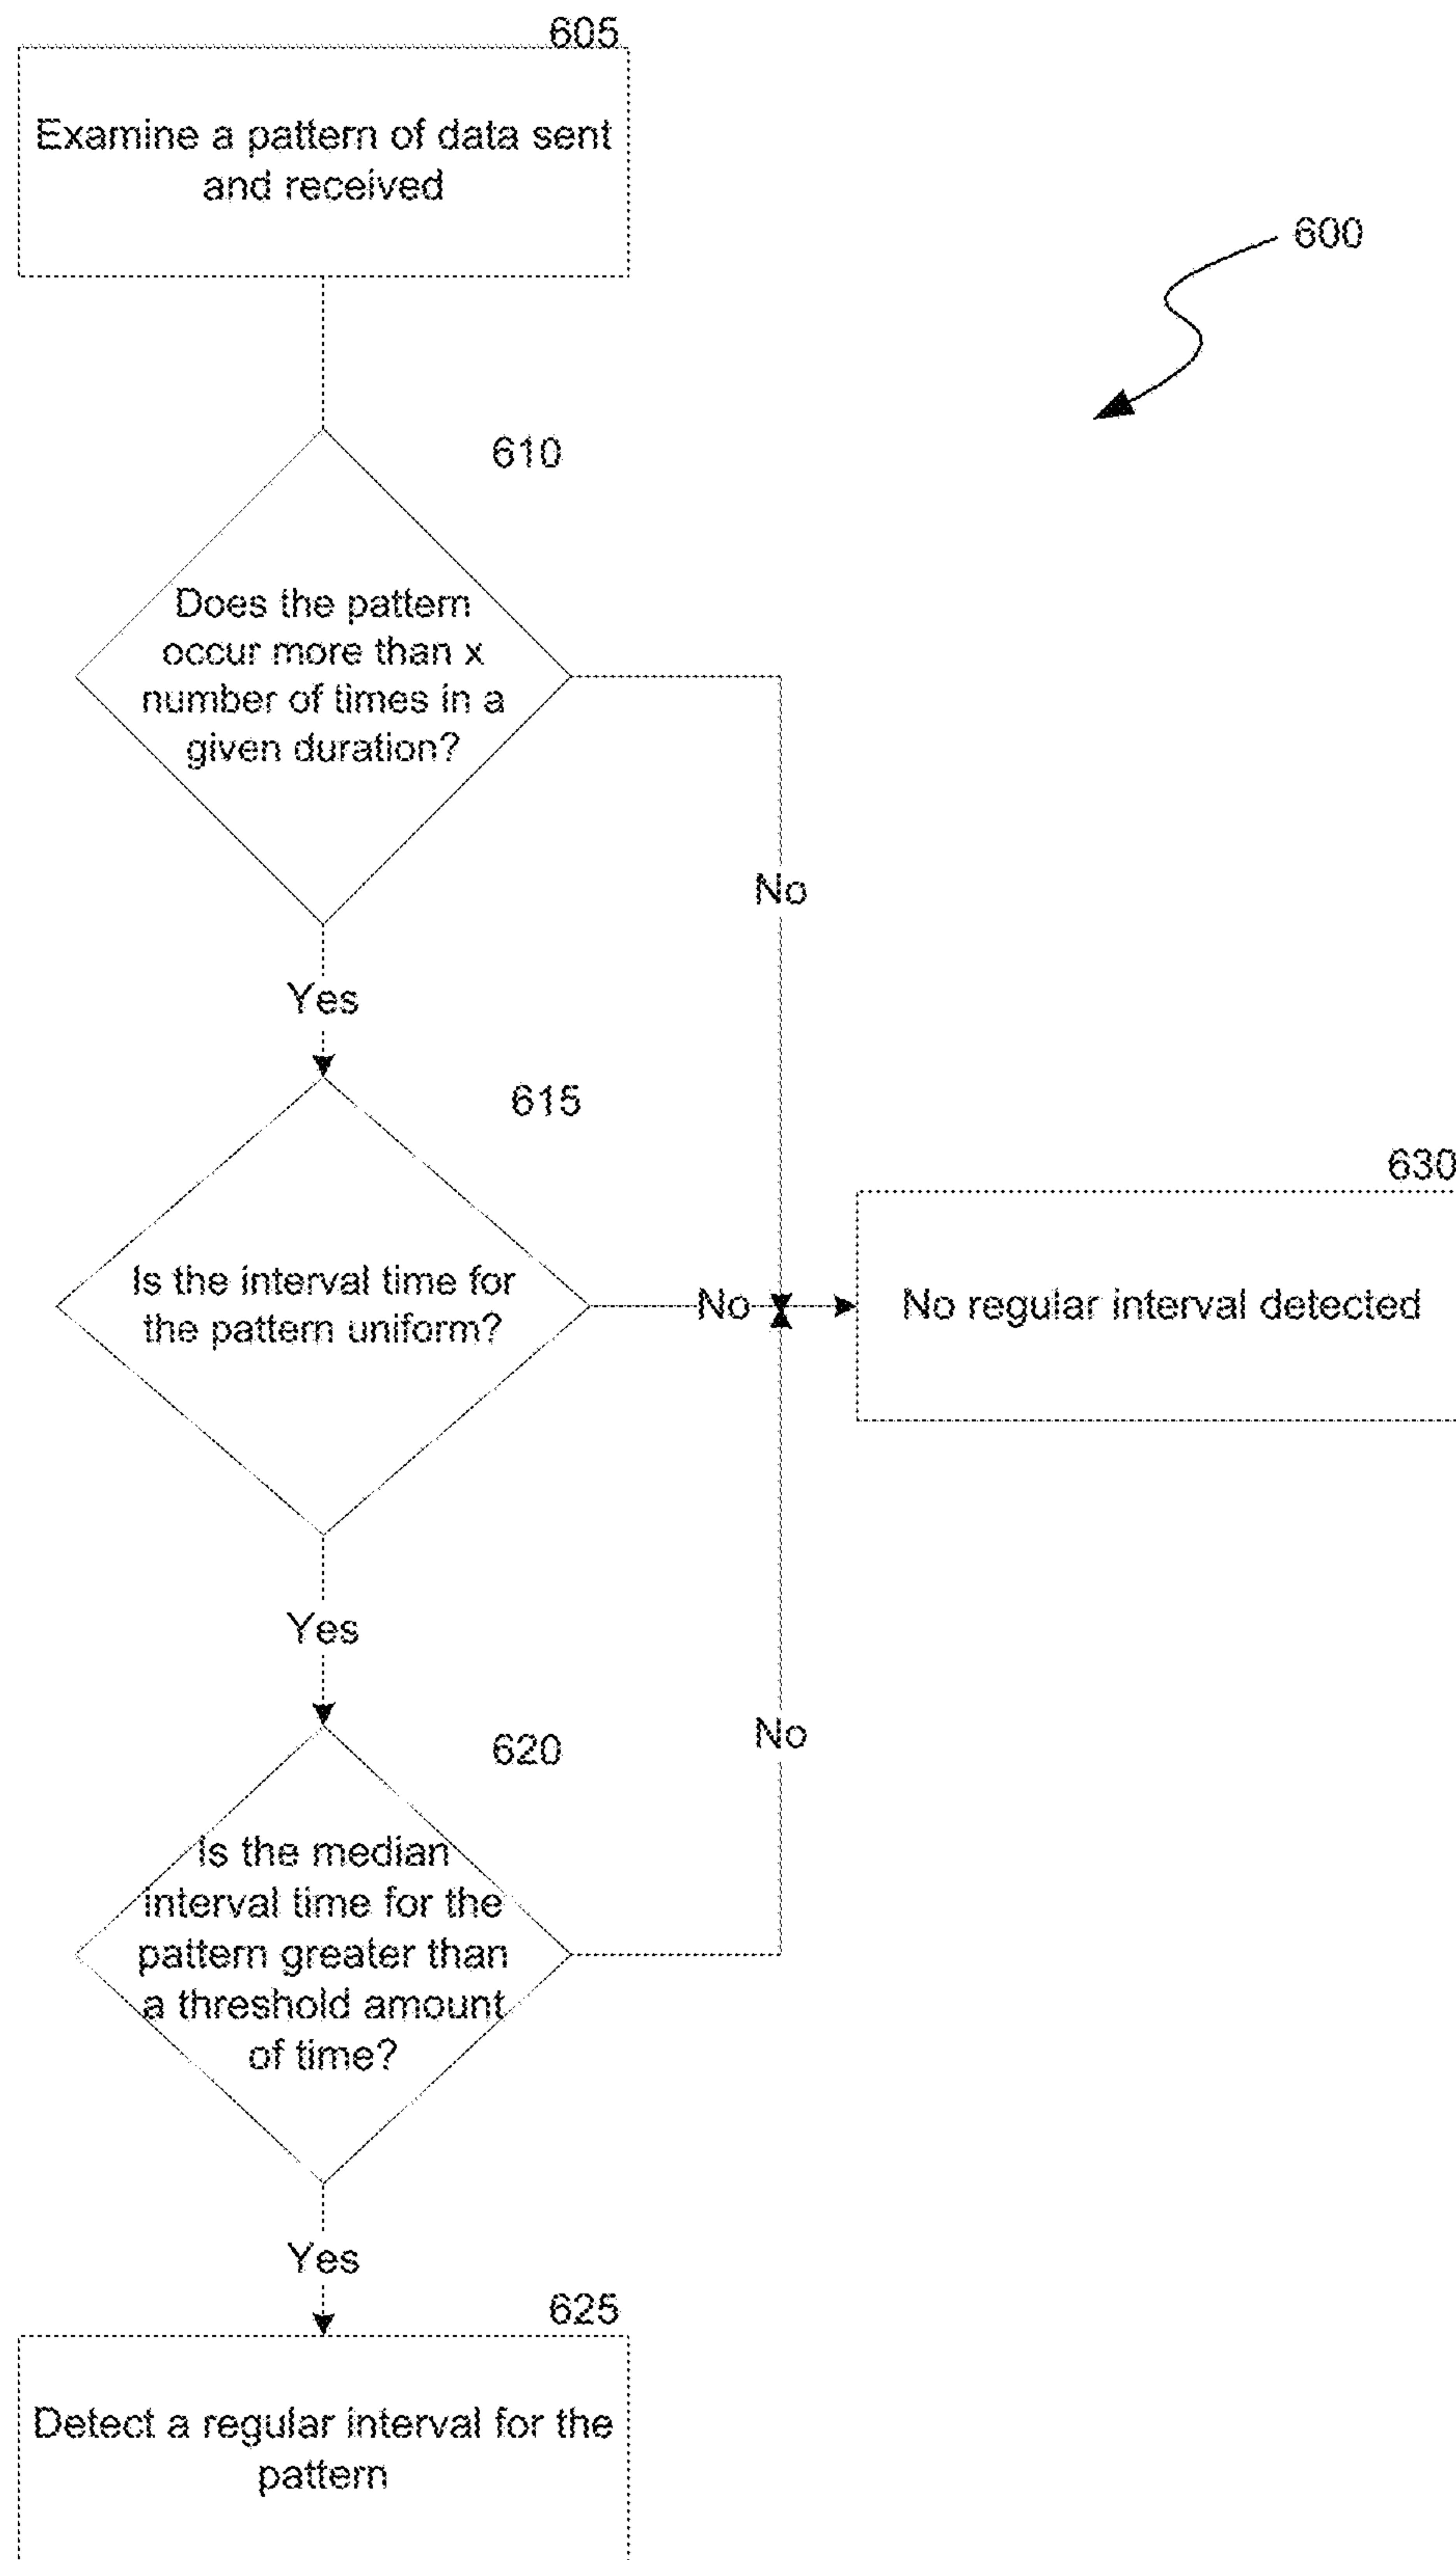 605
Examine a pattern of data sent
and received
600
610
Does the pattern
occur more than x
number of times in a
given duration?
No
Yes
615
630
Is the interval time for
the pattern uniform?
No
No regular interval detected
Yes
620
No
Is the median
interval time for the
pattern greater than
a threshold amount
of time?
Yes
625
Detect a regular interval for the
pattern